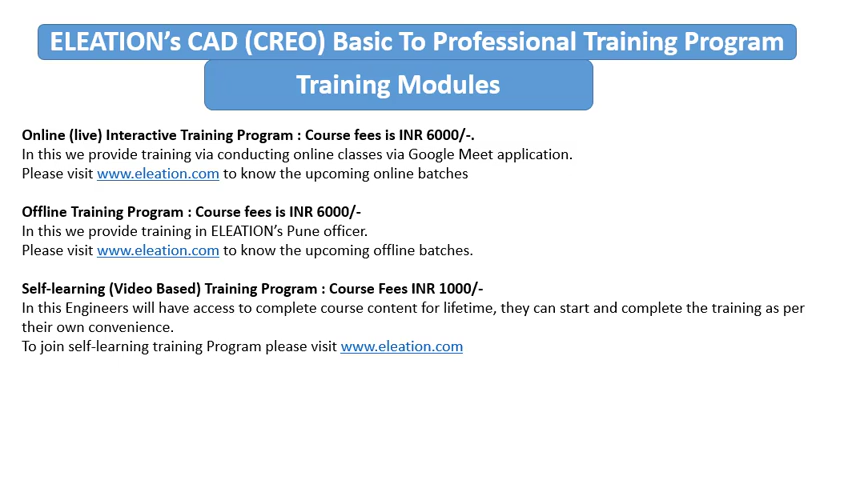 ELEATION's CAD (CREO) Basic To Professional Training Program
Training Modules
Online (live) Interactive Training Program : Course fees is INR 6000/-.
In this we provide training via conducting online classes via Google Meet application.
Please visit www.eleation.com to know the upcoming online batches
Offline Training Program : Course fees is INR 6000/-
In this we provide training in ELEATION's Pune officer.
Please visit www.eleation.com to know the upcoming offline batches.
Self-learning (Video Based) Training Program : Course Fees INR 1000/-
In this Engineers will have access to complete course content for lifetime, they can start and complete the training as per
their own convenience.
To join self-learning training Program please visit www.eleation.com